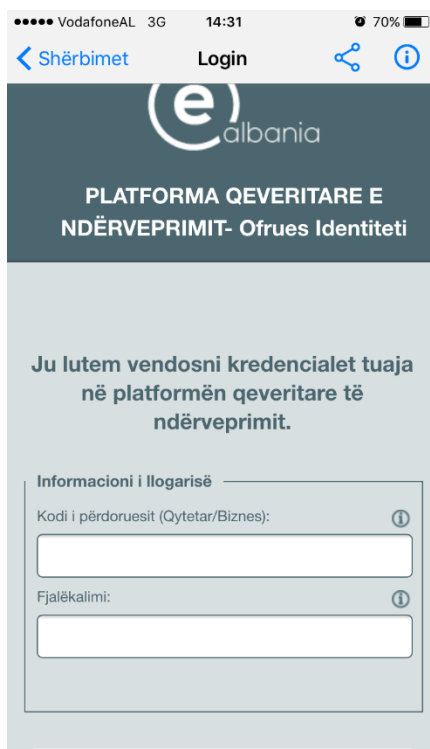 VodafoneAL 3G 14:31 70%
Shërbimet Login
e albania
PLATFORMA QEVERITARE E
NDËRVEPRIMIT- Ofrues Identiteti
Ju lutem vendosni kredencialet tuaja
në platformën qeveritare të
ndërveprimit.
Informacioni i llogarisë
Kodi i përdoruesit (Qytetar/Biznes):
Fjalëkalimi: